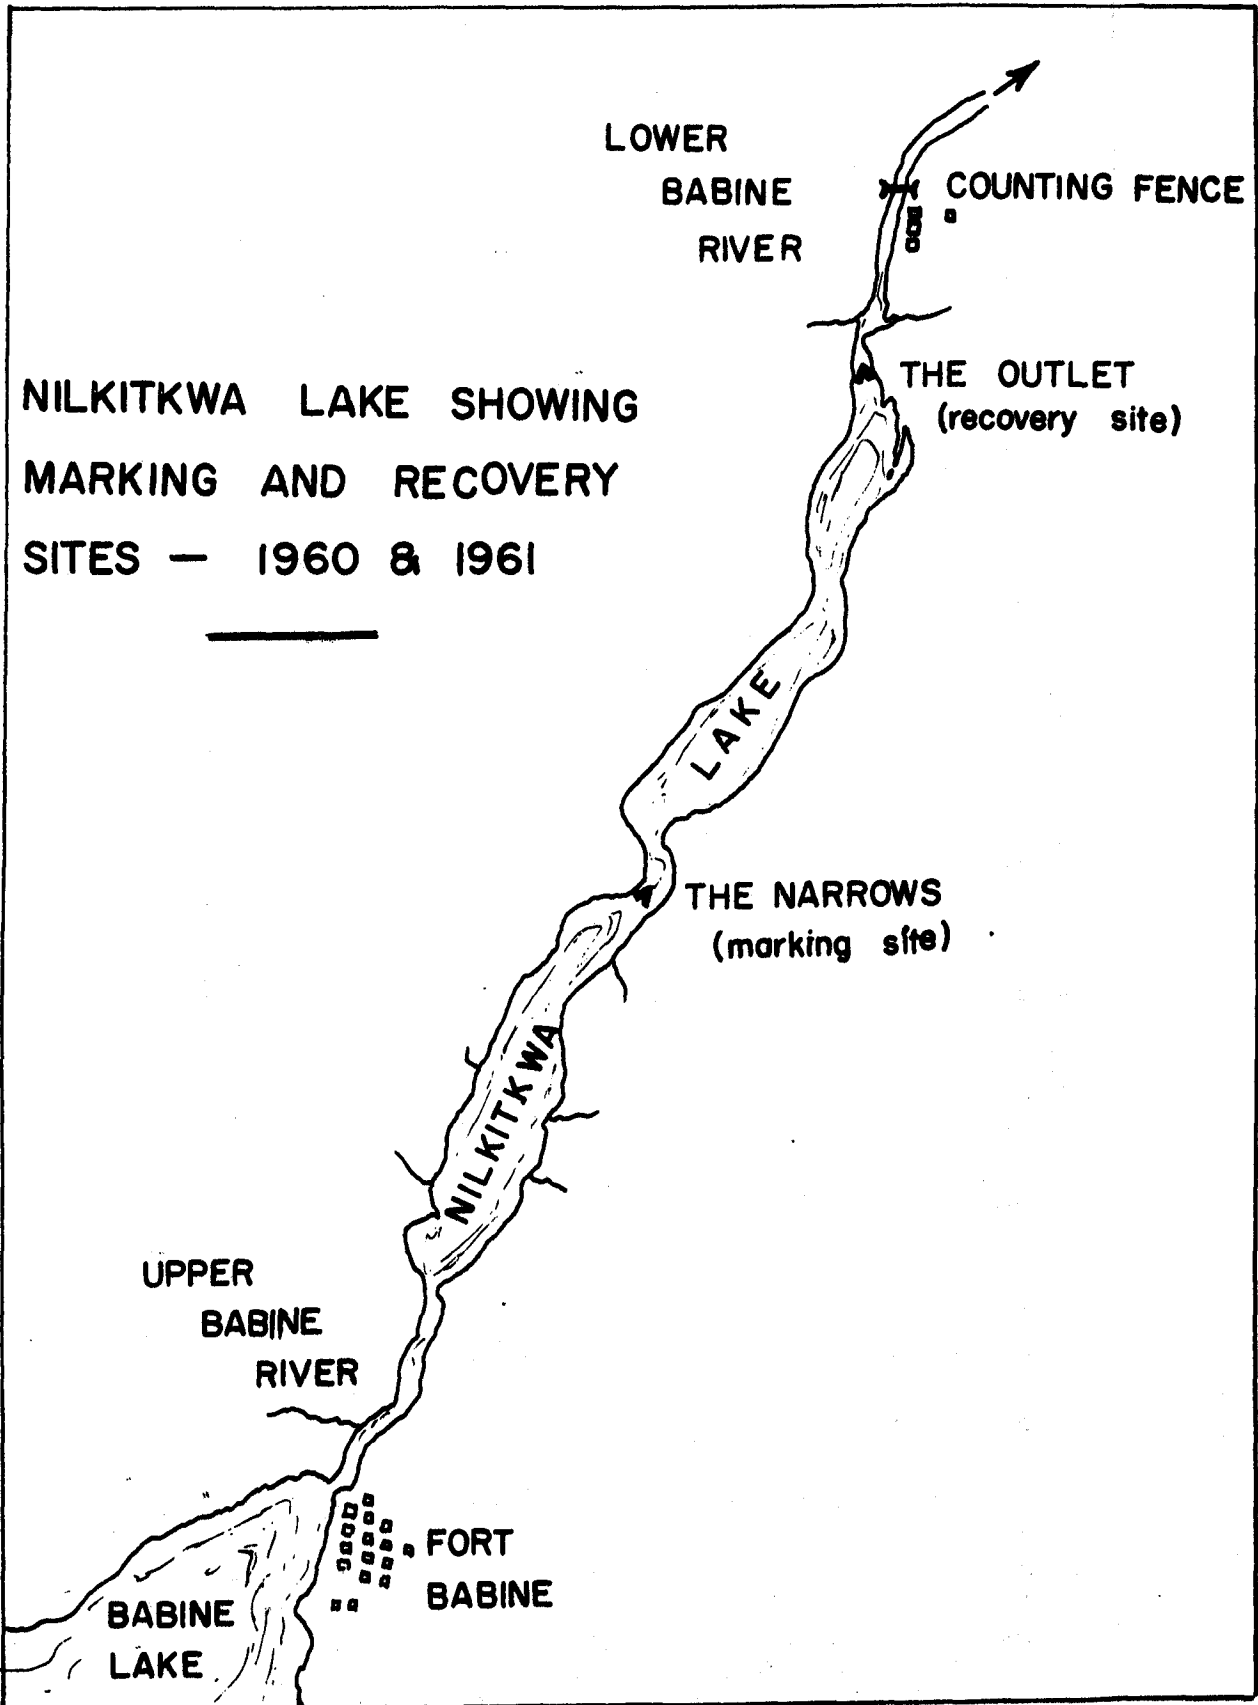 LOWER
BABINE
RIVER
COUNTING FENCE
THE OUTLET
(recovery site)
NILKITKWA LAKE SHOWING
MARKING AND RECOVERY
SITES — 1960 & 1961
LAKE
THE NARROWS
(marking site)
NILKITKWA
UPPER
BABINE
RIVER
FORT
BABINE
BABINE
LAKE